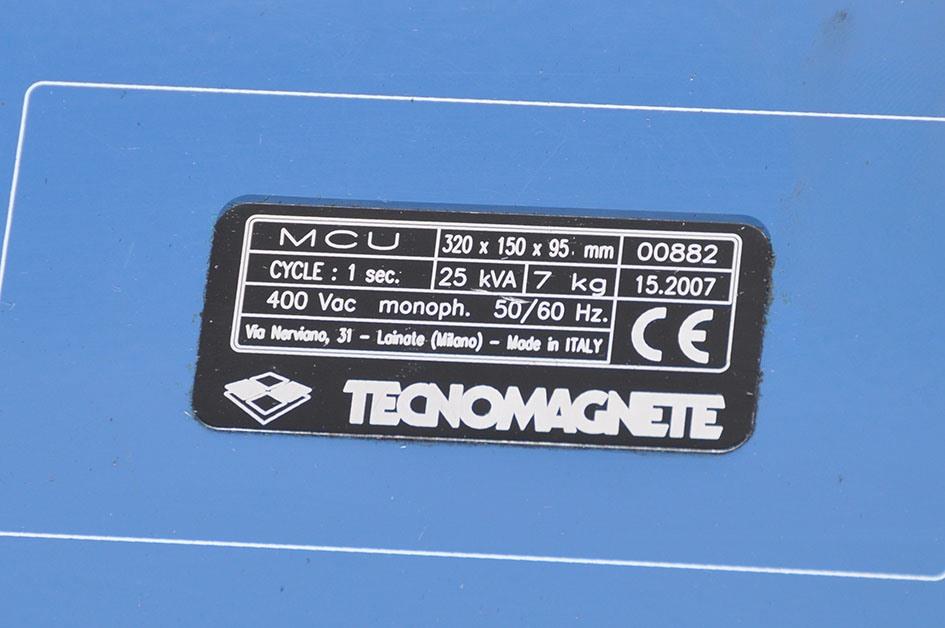 MCU 320 x 150 x 95 mm 00882
CYCLE : 1 sec. 25 kVA 7 kg 15.2007
400 Vac monoph. 50/60 Hz. CE
Via Nerviano, 31 - Lainate (Milano) - Made in ITALY
TECNOMAGNETE